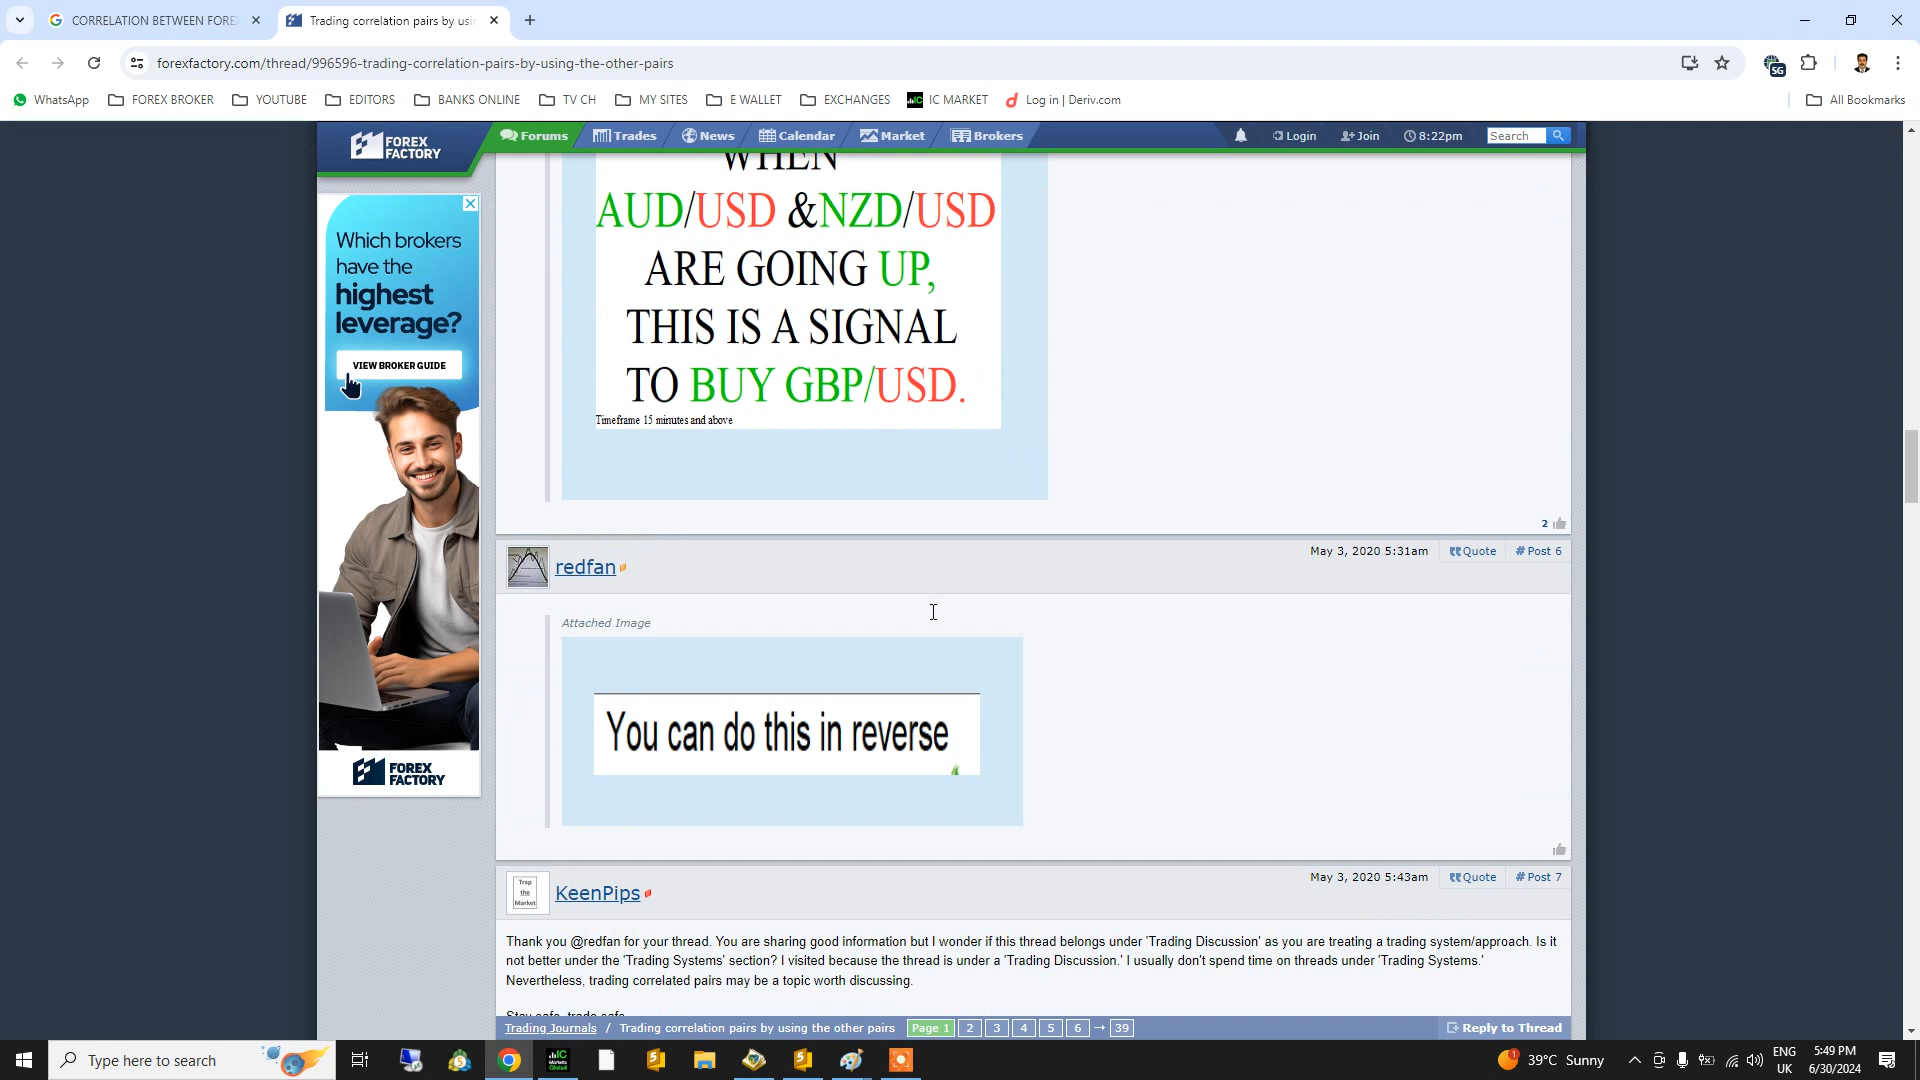 CORRELATION BETWEEN FORE
Trading correlation pairs by usin
forexfactory.com/thread/996596-trading-correlation-pairs-by-using-the-other-pairs
SG
WhatsApp
FOREX BROKER
YOUTUBE
EDITORS
BANKS ONLINE
TV CH
MY SITES
E WALLET
EXCHANGES
IC MARKET
Log in | Deriv.com
All Bookmarks
FOREX
FACTORY
Forums
Trades
News
Calendar
Market
Brokers
Login
Join
8:22pm
Search
Which brokers
have the
highest
leverage?
VIEW BROKER GUIDE
FOREX
FACTORY
WHEN
AUD/USD &NZD/USD
ARE GOING UP,
THIS IS A SIGNAL
TO BUY GBP/USD.
Timeframe 15 minutes and above
2
redfan
May 3, 2020 5:31am
Quote
# Post 6
Attached Image
You can do this in reverse
Trap
the
Market
KeenPips
May 3, 2020 5:43am
Quote
# Post 7
Thank you @redfan for your thread. You are sharing good information but I wonder if this thread belongs under 'Trading Discussion' as you are treating a trading system/approach. Is it
not better under the 'Trading Systems' section? I visited because the thread is under a 'Trading Discussion.' I usually don't spend time on threads under 'Trading Systems.'
Nevertheless, trading correlated pairs may be a topic worth discussing.
Stay safe, trade safe
Trading Journals / Trading correlation pairs by using the other pairs
Page 1 2 3 4 5 6 → 39
Reply to Thread
Type here to search
39°C Sunny
ENG
UK
5:49 PM
6/30/2024